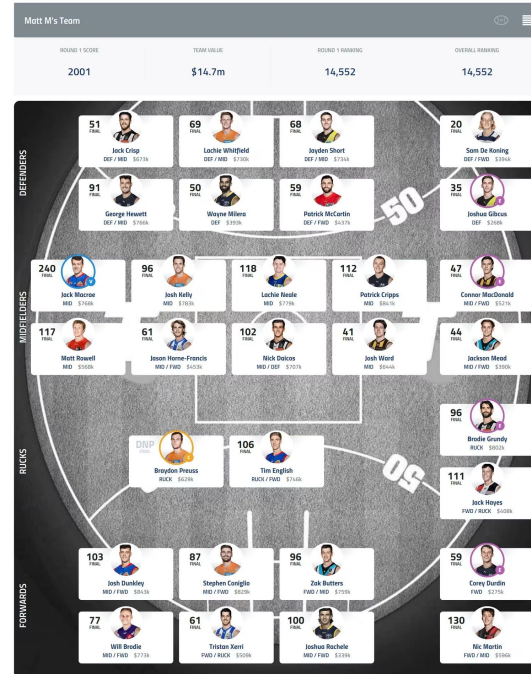 Matt M's Team
ROUND 1 SCORE TEAM VALUE ROUND 1 RANKING OVERALL RANKING
2001 $14.7m 14,552 14,552
DEFENDERS
51 FINAL
Jack Crisp
DEF / MID $673k
69 FINAL
Lachie Whitfield
DEF / MID $730k
68 FINAL
Jayden Short
DEF / MID $734k
20 FINAL
Sam De Koning
DEF / FWD $394k
91 FINAL
George Hewett
DEF / MID $766k
50 FINAL
Wayne Milera
DEF $393k
59 FINAL
Patrick McCartin
DEF / FWD $437k
35 FINAL
E
Joshua Gibcus
DEF $268k
50
MIDFIELDERS
240 FINAL
V
Jack Macrae
MID $768k
96 FINAL
Josh Kelly
MID $783k
118 FINAL
Lachie Neale
MID $779k
112 FINAL
Patrick Cripps
MID $841k
47 FINAL
E
Connor MacDonald
MID / FWD $521k
117 FINAL
Matt Rowell
MID $568k
61 FINAL
Jason Horne-Francis
MID / FWD $453k
102 FINAL
Nick Daicos
MID / DEF $707k
41 FINAL
Josh Ward
MID $644k
44 FINAL
Jackson Mead
MID / FWD $390k
RUCKS
DNP
C
Braydon Preuss
RUCK $629k
106 FINAL
Tim English
RUCK / FWD $746k
96 FINAL
Brodie Grundy
RUCK $802k
111 FINAL
Jack Hayes
FWD / RUCK $408k
50
FORWARDS
103 FINAL
Josh Dunkley
MID / FWD $843k
87 FINAL
Stephen Coniglio
MID / FWD $829k
96 FINAL
Zak Butters
FWD / MID $759k
59 FINAL
E
Corey Durdin
FWD $275k
77 FINAL
Will Brodie
MID / FWD $773k
61 FINAL
Tristan Xerri
FWD / RUCK $509k
100 FINAL
Joshua Rachele
MID / FWD $339k
130 FINAL
Nic Martin
MID / FWD $596k